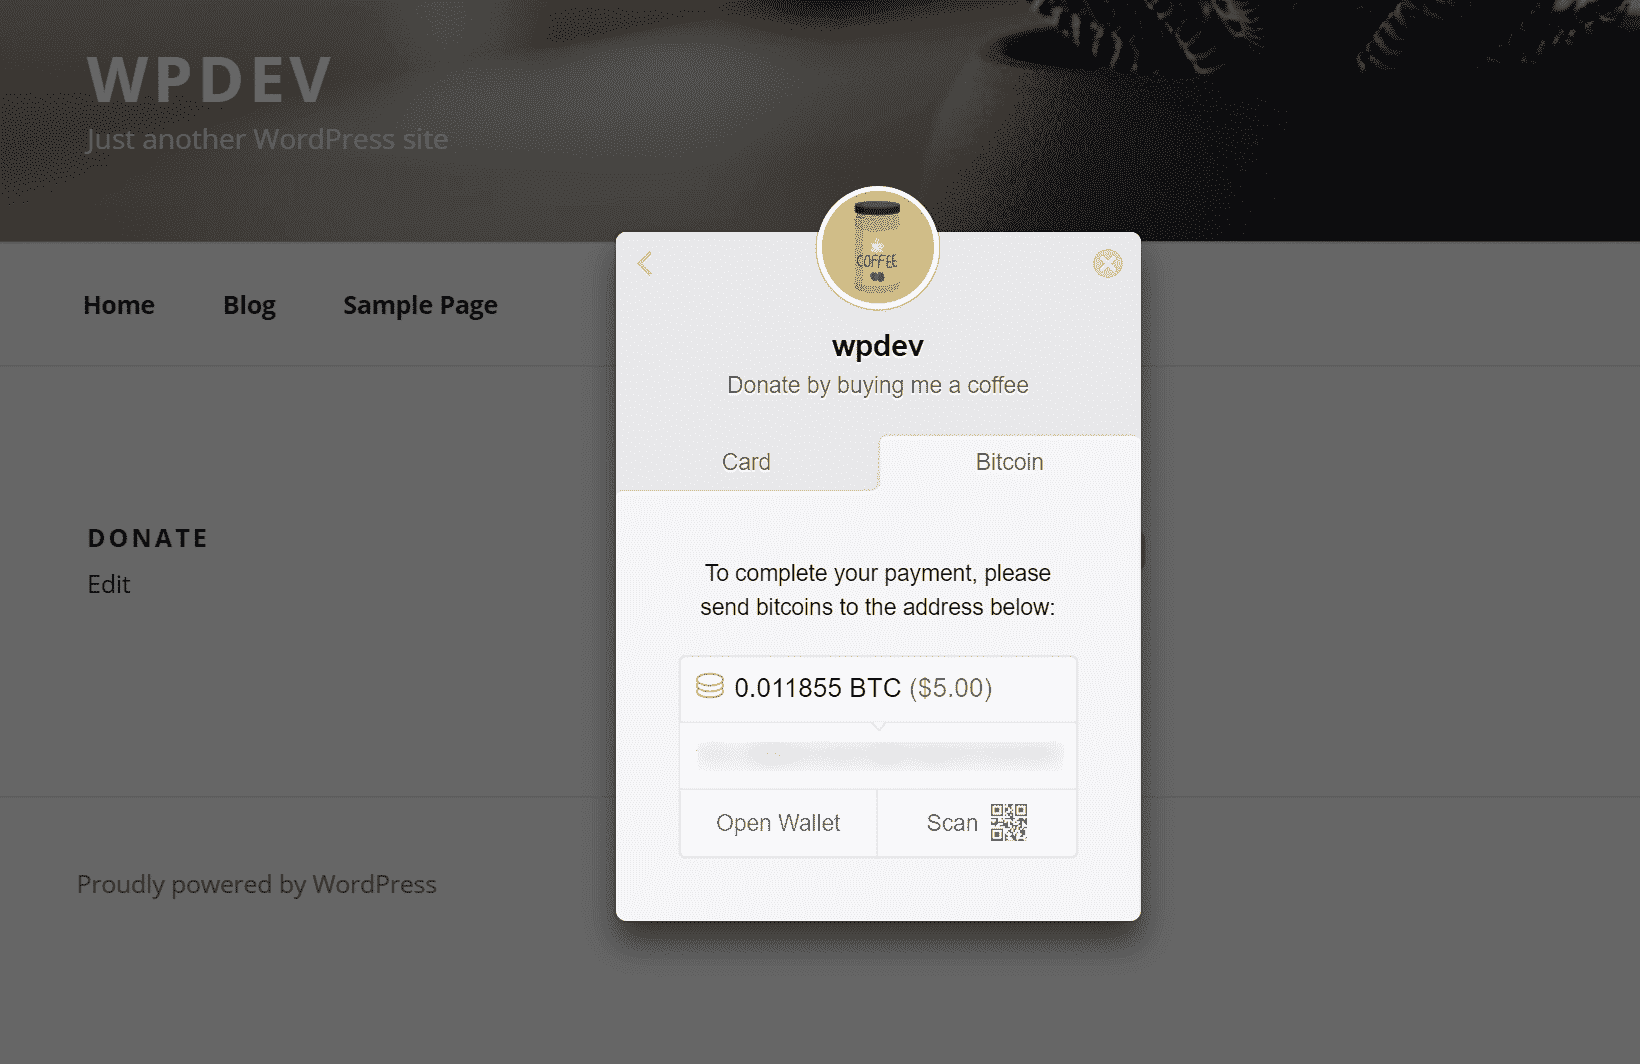 WPDEV
Just another WordPress site
Home Blog Sample Page
COFFEE
wpdev
Donate by buying me a coffee
Card Bitcoin
DONATE
Edit
To complete your payment, please
send bitcoins to the address below:
0.011855 BTC ($5.00)
Open Wallet Scan
Proudly powered by WordPress